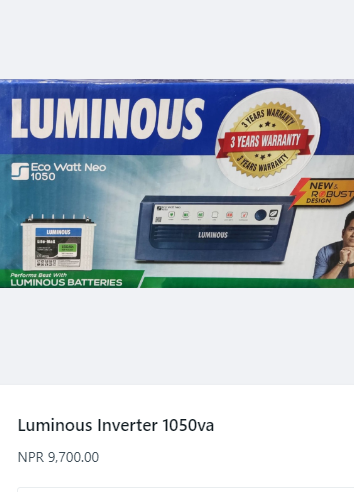 LUMINOUS
3 YEARS WARRANTY
3 YEARS WARRANTY
3 YEARS WARRANTY
Eco Watt Neo
1050
NEW &
ROBUST
DESIGN
LUMINOUS
LUMINOUS
Performs Best With
LUMINOUS BATTERIES
Luminous Inverter 1050va
NPR 9,700.00